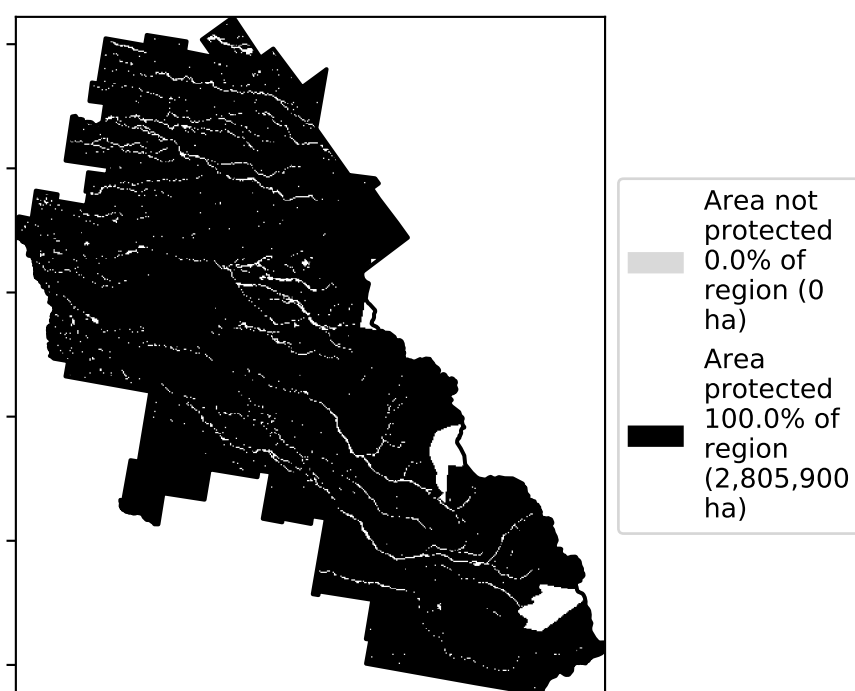 Area not
protected
0.0% of
region (0
ha)
Area
protected
100.0% of
region
(2,805,900
ha)